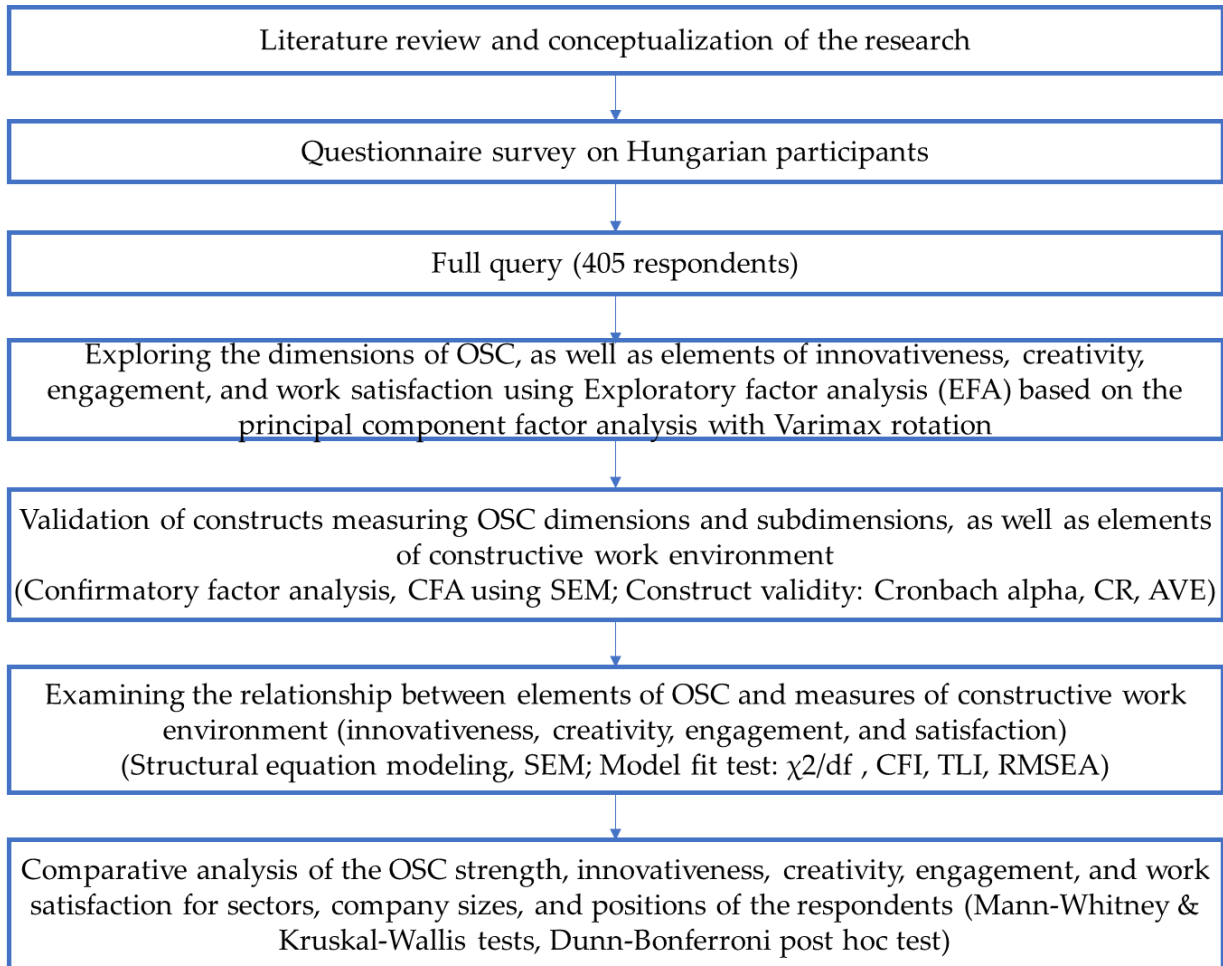 Literature review and conceptualization of the research
Questionnaire survey on Hungarian participants
Full query (405 respondents)
Exploring the dimensions of OSC, as well as elements of innovativeness, creativity,
engagement, and work satisfaction using Exploratory factor analysis (EFA) based on the
principal component factor analysis with Varimax rotation
Validation of constructs measuring OSC dimensions and subdimensions, as well as elements
of constructive work environment
(Confirmatory factor analysis, CFA using SEM; Construct validity: Cronbach alpha, CR, AVE)
Examining the relationship between elements of OSC and measures of constructive work
environment (innovativeness, creativity, engagement, and satisfaction)
(Structural equation modeling, SEM; Model fit test: χ2/df , CFI, TLI, RMSEA)
Comparative analysis of the OSC strength, innovativeness, creativity, engagement, and work
satisfaction for sectors, company sizes, and positions of the respondents (Mann-Whitney &
Kruskal-Wallis tests, Dunn-Bonferroni post hoc test)